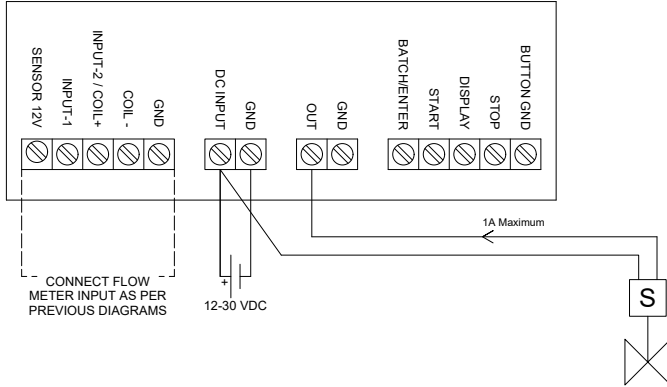 SENSOR 12V
INPUT-1
INPUT-2 / COIL+
COIL -
GND
DC INPUT
GND
OUT
GND
BATCH/ENTER
START
DISPLAY
STOP
BUTTON GND
1A Maximum
CONNECT FLOW
METER INPUT AS PER
PREVIOUS DIAGRAMS
+
12-30 VDC
S